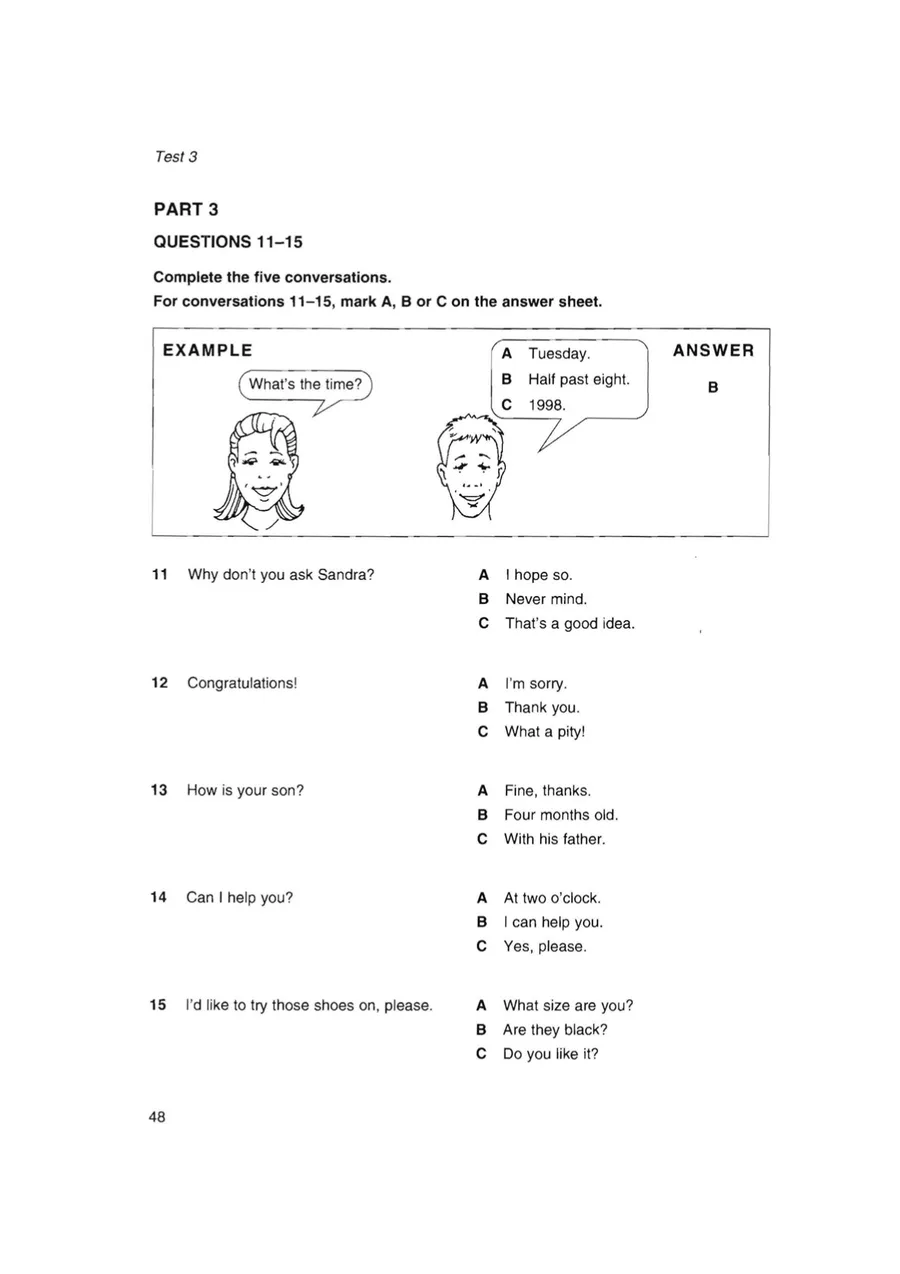 Test 3
PART 3
QUESTIONS 11–15
Complete the five conversations.
For conversations 11–15, mark A, B or C on the answer sheet.
EXAMPLE
What's the time?
A Tuesday.
B Half past eight.
C 1998.
ANSWER
B
11 Why don't you ask Sandra?
A I hope so.
B Never mind.
C That's a good idea.
12 Congratulations!
A I'm sorry.
B Thank you.
C What a pity!
13 How is your son?
A Fine, thanks.
B Four months old.
C With his father.
14 Can I help you?
A At two o'clock.
B I can help you.
C Yes, please.
15 I'd like to try those shoes on, please.
A What size are you?
B Are they black?
C Do you like it?
48